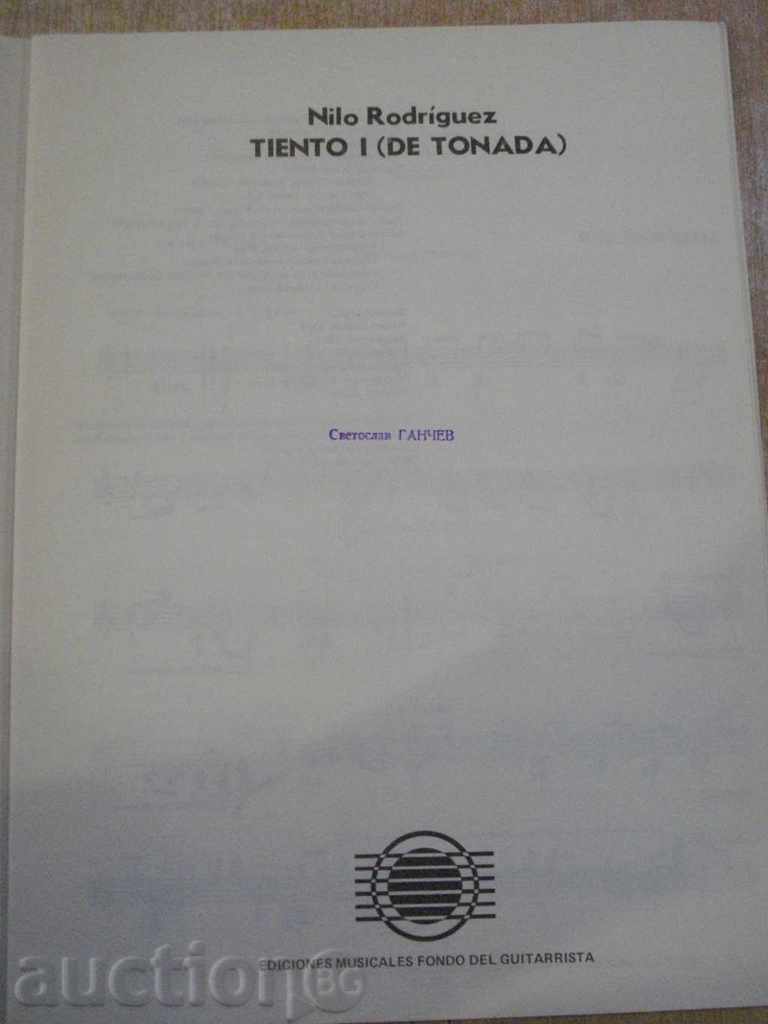 Nilo Rodríguez
TIENTO I (DE TONADA)
Светослав ГАНЧЕВ
EDICIONES MUSICALES FONDO DEL GUITARRISTA
auction BG